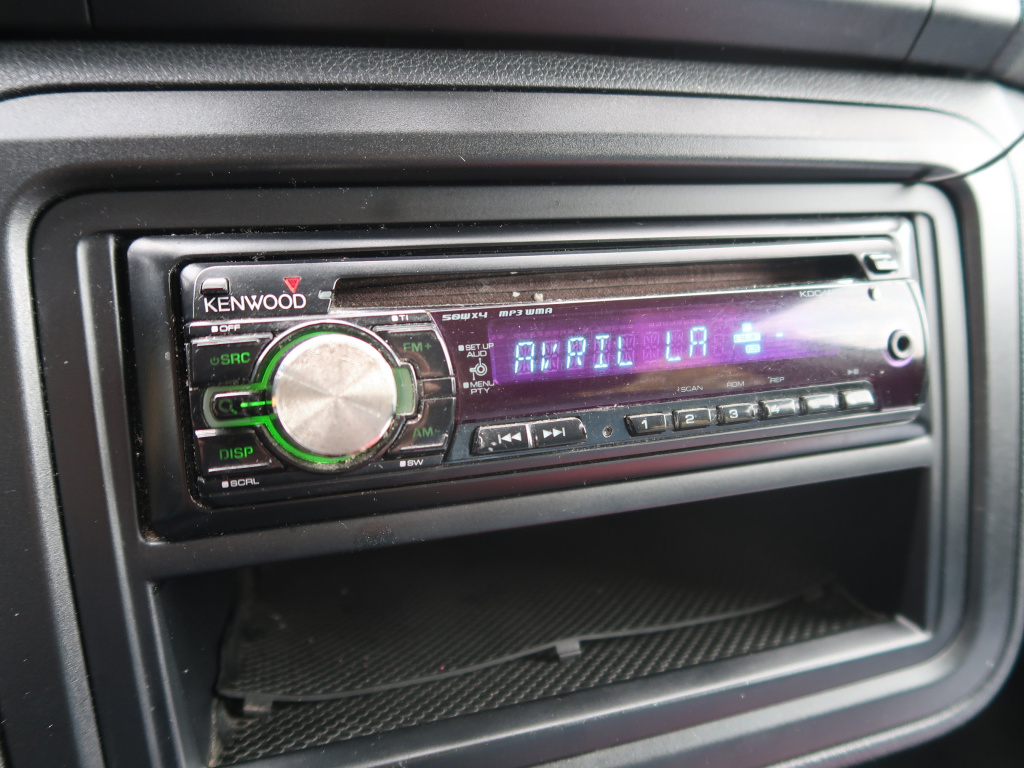 KENWOOD
50WX4 MP3 WMA
OFF
TI
SRC
FM+
SET UP
AUD
AVRIL LA
MENU
PTY
SCAN RDM REP
1 2 3 4
DISP
AM-
SW
SCRL